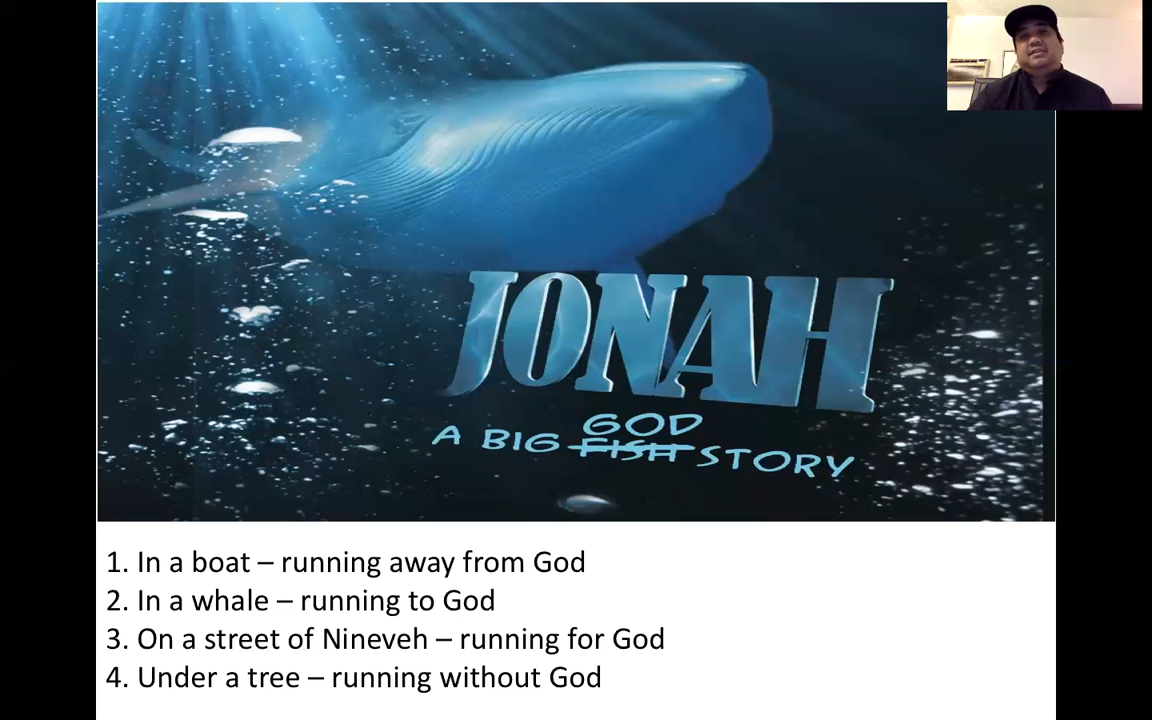 JONAH
GOD
A BIG FISH STORY
1. In a boat – running away from God
2. In a whale – running to God
3. On a street of Nineveh – running for God
4. Under a tree – running without God